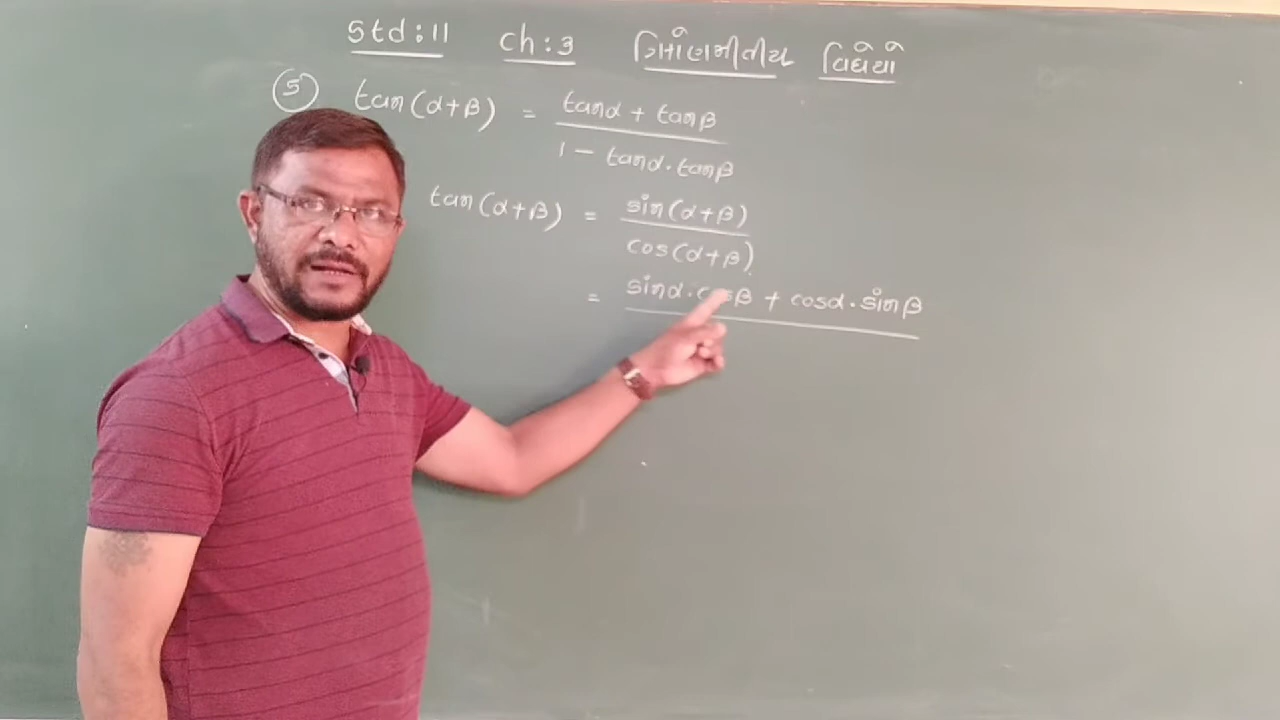 Std : 11 Ch : 3 ત્રિકોણમીતીય વિધેયો
5 tan(α+β) = tanα + tanβ
1 - tanα · tanβ
tan(α+β) = sin(α+β)
cos(α+β)
= sinα · cosβ + cosα · sinβ